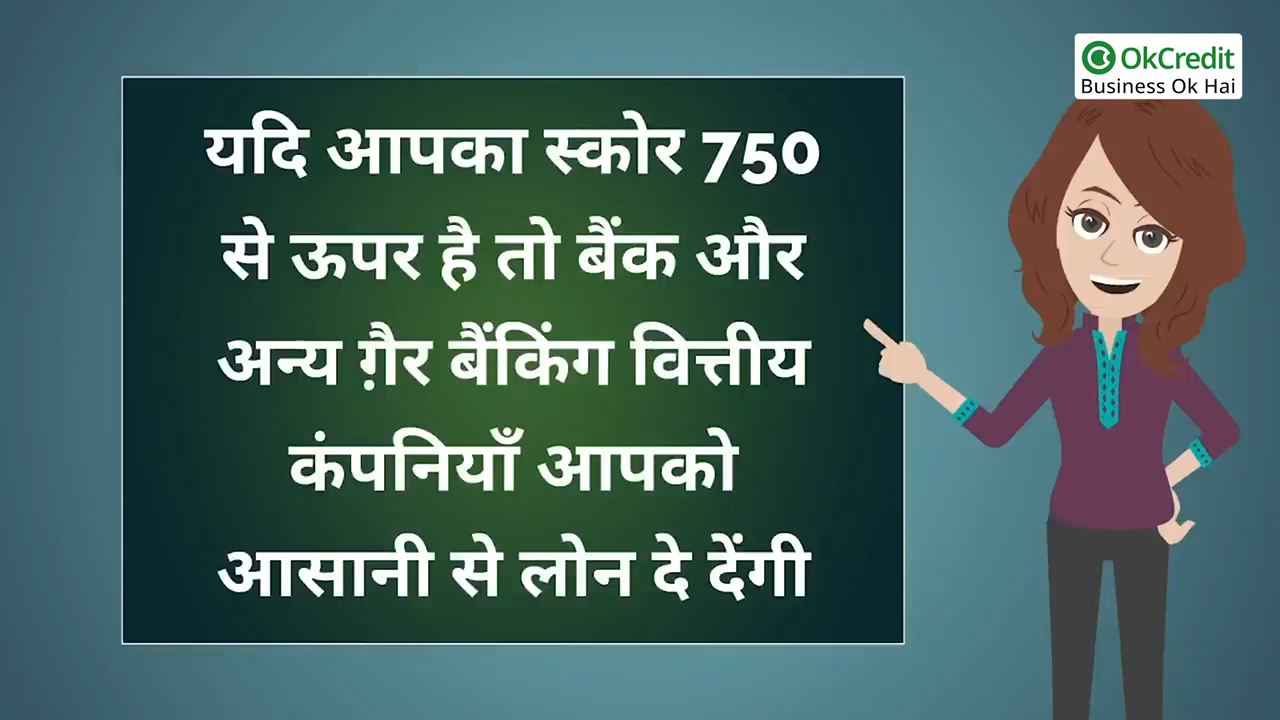 OkCredit
Business Ok Hai
यदि आपका स्कोर 750
से ऊपर है तो बैंक और
अन्य ग़ैर बैंकिंग वित्तीय
कंपनियाँ आपको
आसानी से लोन दे देंगी